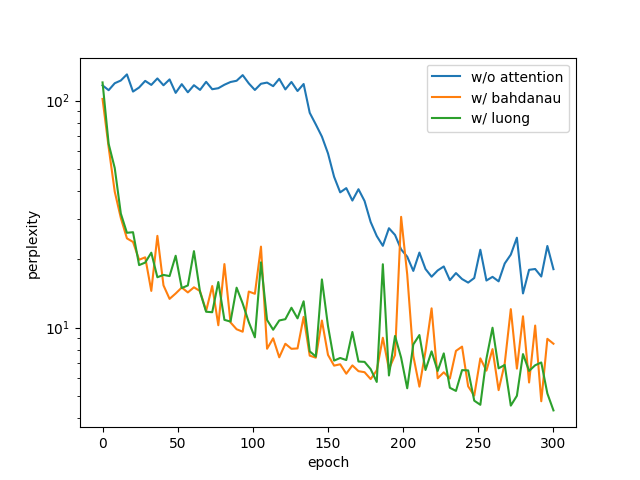 w/o attention
w/ bahdanau
w/ luong
10²
10¹
perplexity
0 50 100 150 200 250 300
epoch